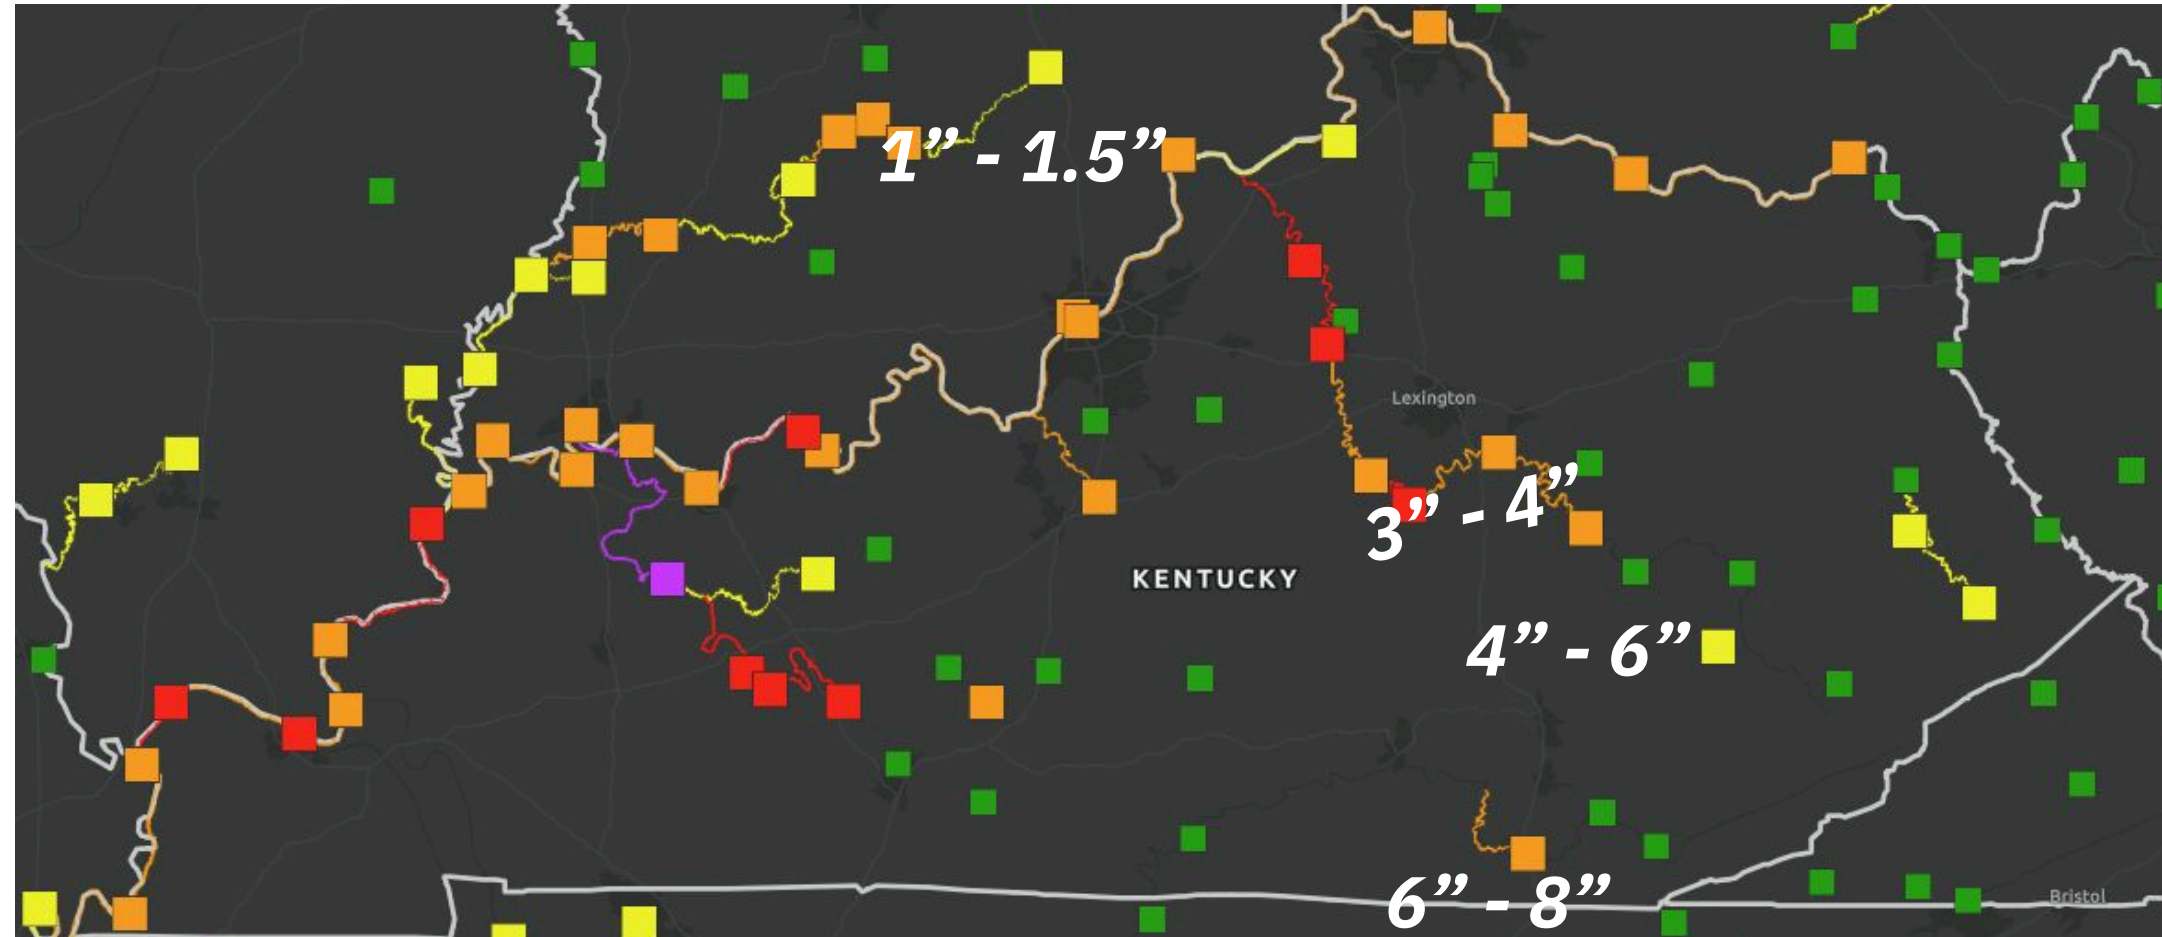 1” - 1.5”
Lexington
3” - 4”
KENTUCKY
4” - 6”
6” - 8”
Bristol